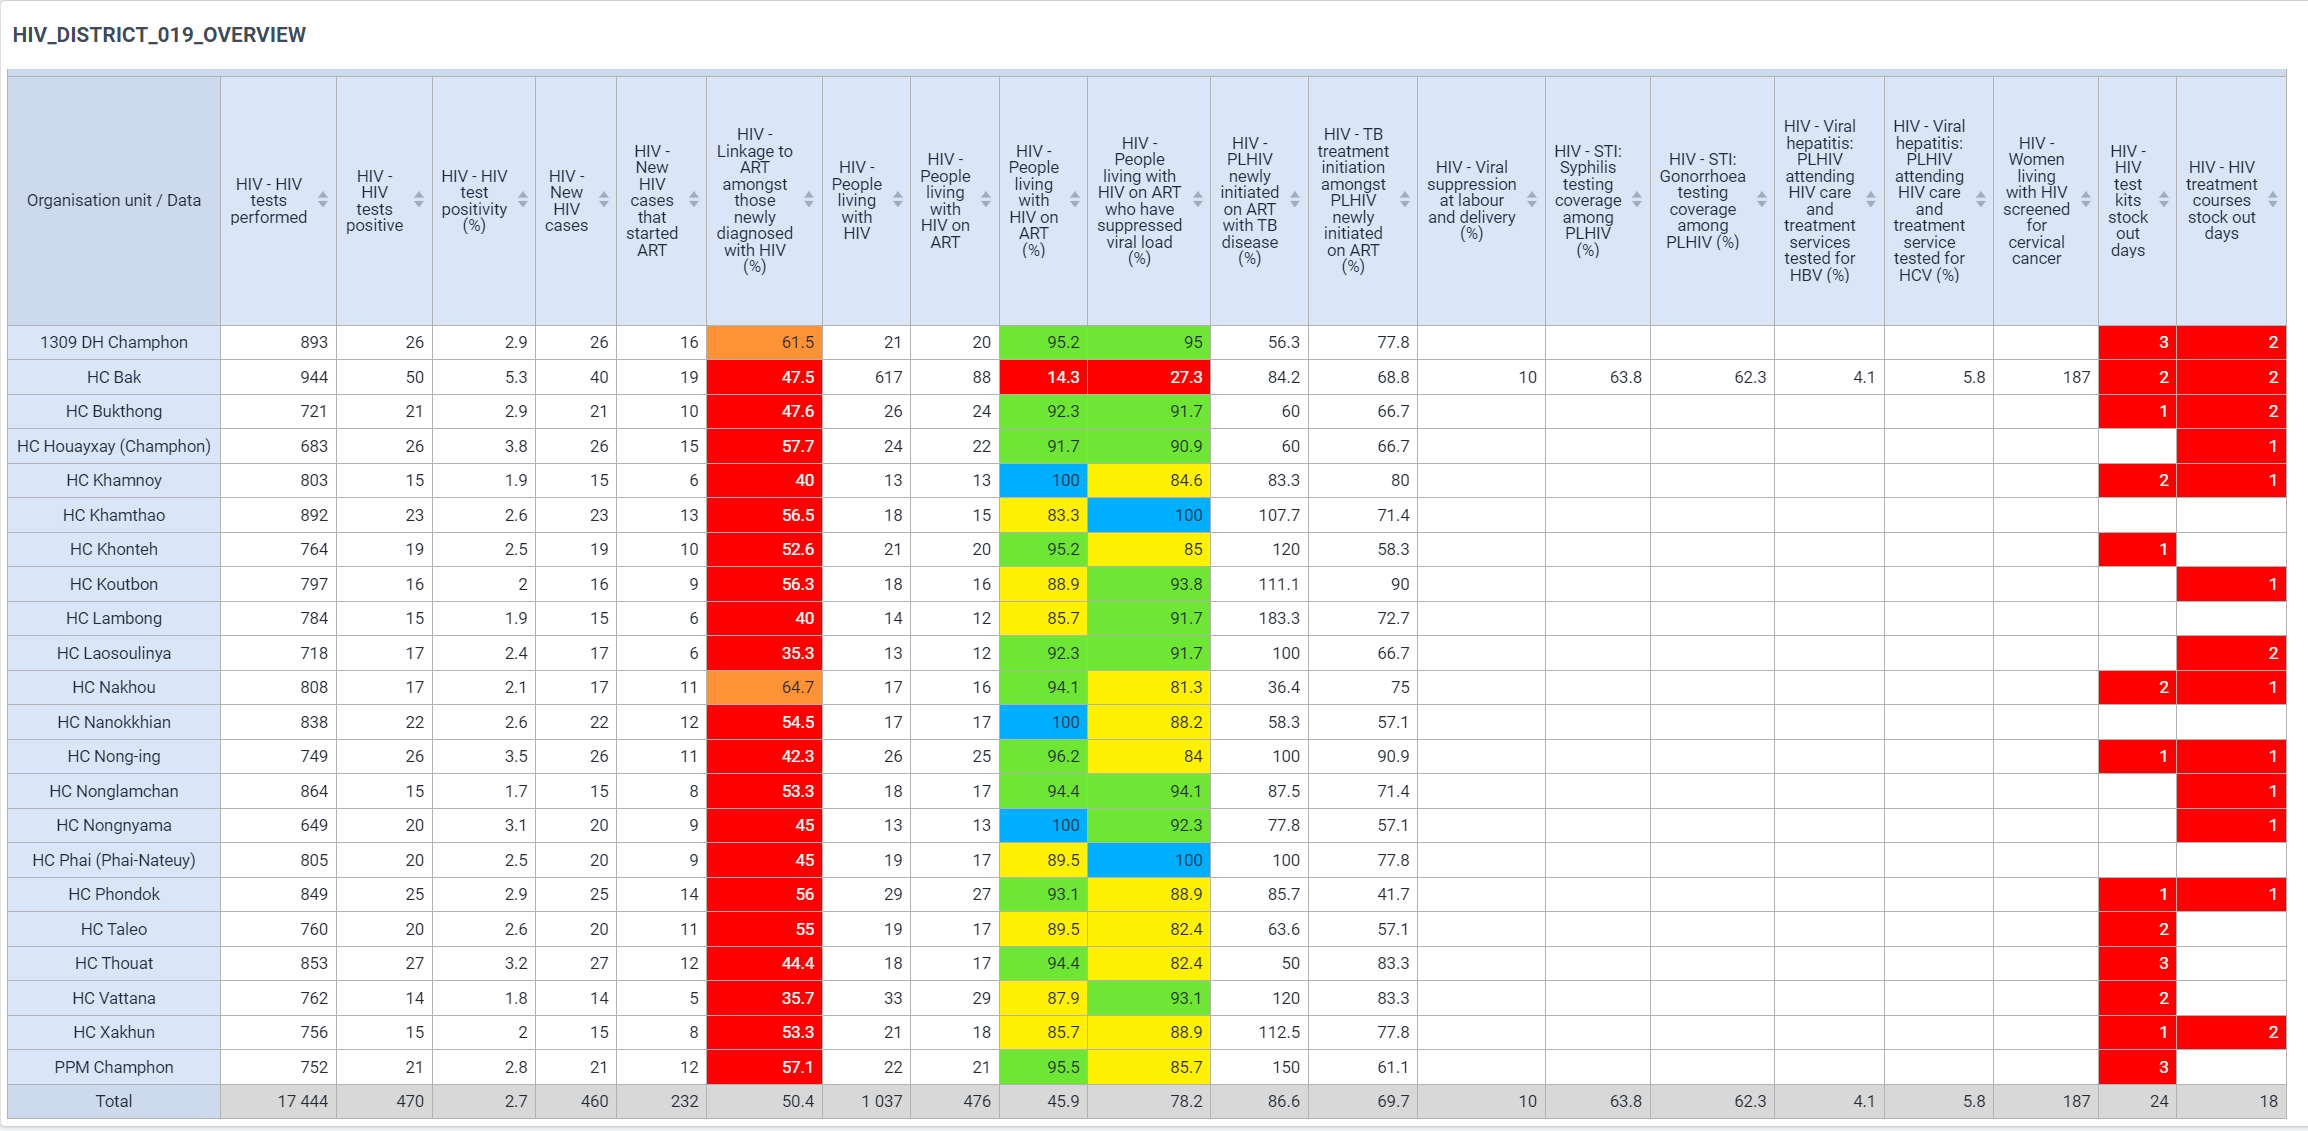 HIV_DISTRICT_019_OVERVIEW
Organisation unit / Data HIV - HIV tests performed HIV - HIV tests positive HIV - HIV test positivity (%) HIV - New HIV cases HIV - New HIV cases that started ART HIV - Linkage to ART amongst those newly diagnosed with HIV (%) HIV - People living with HIV HIV - People living with HIV on ART HIV - People living with HIV on ART (%) HIV - People living with HIV on ART who have suppressed viral load (%) HIV - PLHIV newly initiated on ART with TB disease (%) HIV - TB treatment initiation amongst PLHIV newly initiated on ART (%) HIV - Viral suppression at labour and delivery (%) HIV - STI: Syphilis testing coverage among PLHIV (%) HIV - STI: Gonorrhoea testing coverage among PLHIV (%) HIV - Viral hepatitis: PLHIV attending HIV care and treatment services tested for HBV (%) HIV - Viral hepatitis: PLHIV attending HIV care and treatment service tested for HCV (%) HIV - Women living with HIV screened for cervical cancer HIV - HIV test kits stock out days HIV - HIV treatment courses stock out days
1309 DH Champhon 893 26 2.9 26 16 61.5 21 20 95.2 95 56.3 77.8 3 2
HC Bak 944 50 5.3 40 19 47.5 617 88 14.3 27.3 84.2 68.8 10 63.8 62.3 4.1 5.8 187 2 2
HC Bukthong 721 21 2.9 21 10 47.6 26 24 92.3 91.7 60 66.7 1 2
HC Houayxay (Champhon) 683 26 3.8 26 15 57.7 24 22 91.7 90.9 60 66.7 1
HC Khamnoy 803 15 1.9 15 6 40 13 13 100 84.6 83.3 80 2 1
HC Khamthao 892 23 2.6 23 13 56.5 18 15 83.3 100 107.7 71.4
HC Khonteh 764 19 2.5 19 10 52.6 21 20 95.2 85 120 58.3 1
HC Koutbon 797 16 2 16 9 56.3 18 16 88.9 93.8 111.1 90 1
HC Lambong 784 15 1.9 15 6 40 14 12 85.7 91.7 183.3 72.7
HC Laosoulinya 718 17 2.4 17 6 35.3 13 12 92.3 91.7 100 66.7 2
HC Nakhou 808 17 2.1 17 11 64.7 17 16 94.1 81.3 36.4 75 2 1
HC Nanokkhian 838 22 2.6 22 12 54.5 17 17 100 88.2 58.3 57.1
HC Nong-ing 749 26 3.5 26 11 42.3 26 25 96.2 84 100 90.9 1 1
HC Nonglamchan 864 15 1.7 15 8 53.3 18 17 94.4 94.1 87.5 71.4 1
HC Nongnyama 649 20 3.1 20 9 45 13 13 100 92.3 77.8 57.1 1
HC Phai (Phai-Nateuy) 805 20 2.5 20 9 45 19 17 89.5 100 100 77.8
HC Phondok 849 25 2.9 25 14 56 29 27 93.1 88.9 85.7 41.7 1 1
HC Taleo 760 20 2.6 20 11 55 19 17 89.5 82.4 63.6 57.1 2
HC Thouat 853 27 3.2 27 12 44.4 18 17 94.4 82.4 50 83.3 3
HC Vattana 762 14 1.8 14 5 35.7 33 29 87.9 93.1 120 83.3 2
HC Xakhun 756 15 2 15 8 53.3 21 18 85.7 88.9 112.5 77.8 1 2
PPM Champhon 752 21 2.8 21 12 57.1 22 21 95.5 85.7 150 61.1 3
Total 17 444 470 2.7 460 232 50.4 1 037 476 45.9 78.2 86.6 69.7 10 63.8 62.3 4.1 5.8 187 24 18